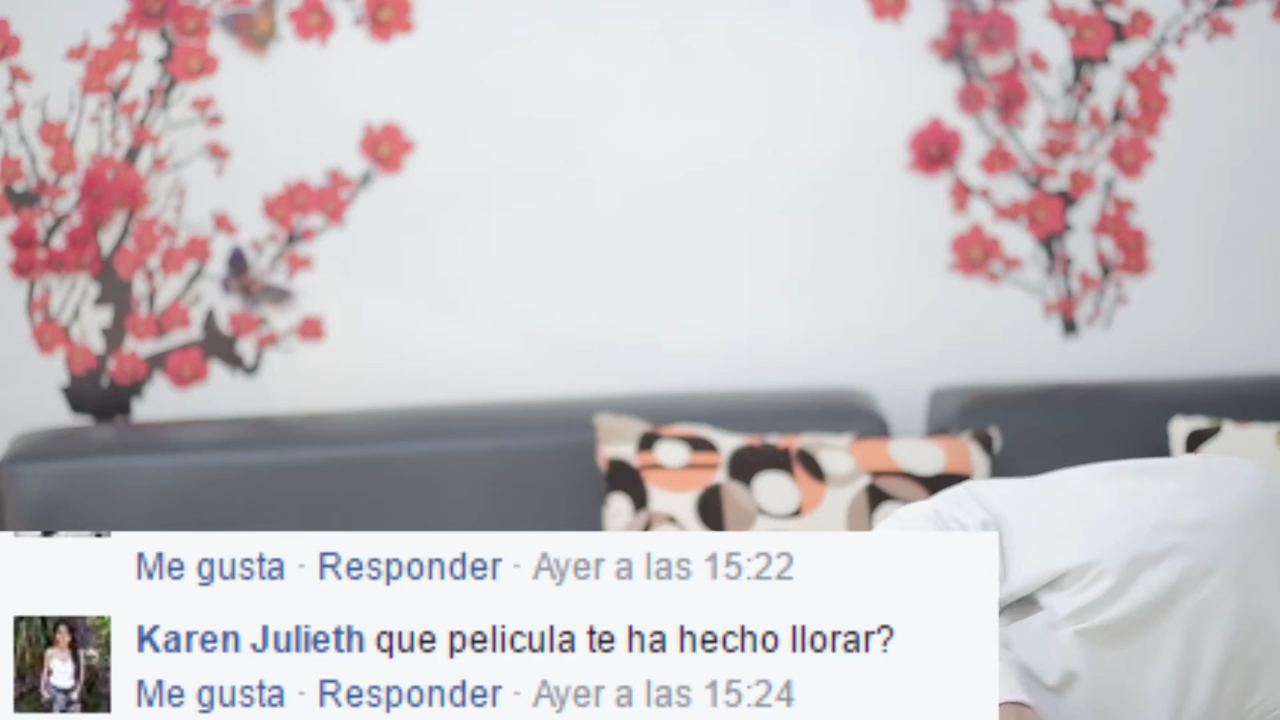 Me gusta · Responder · Ayer a las 15:22
Karen Julieth que pelicula te ha hecho llorar?
Me gusta · Responder · Ayer a las 15:24